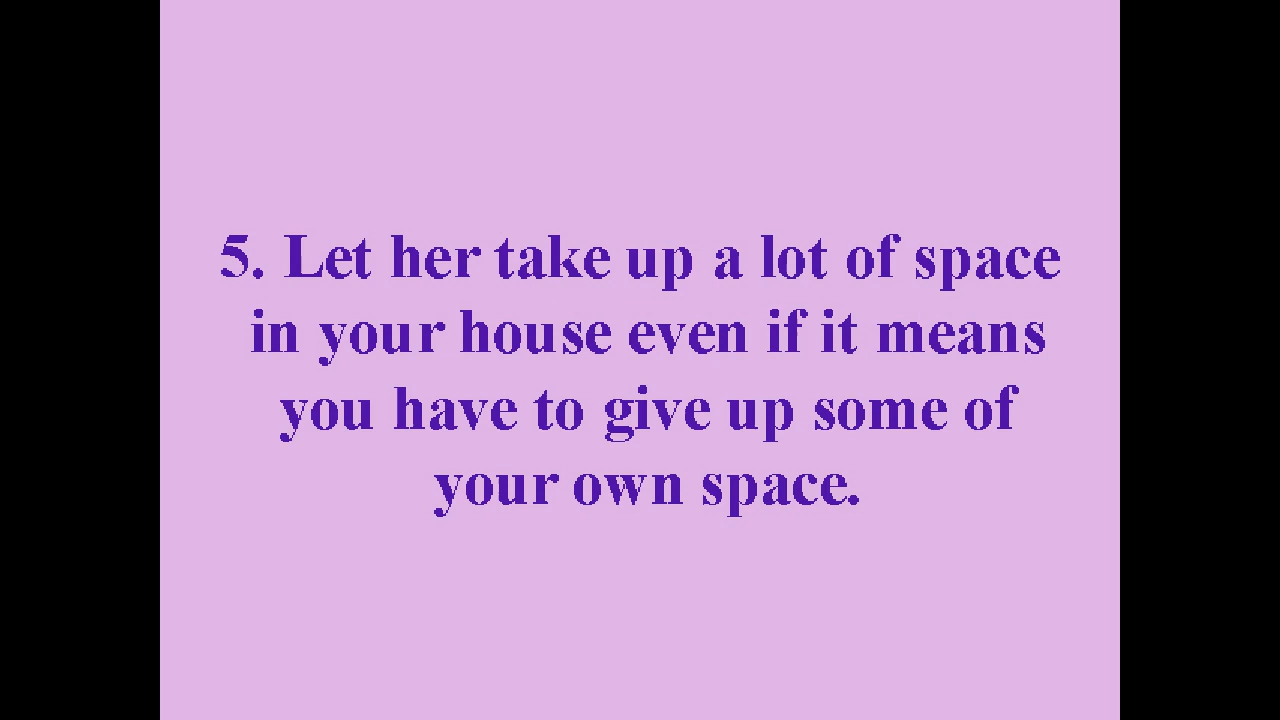 5. Let her take up a lot of space
in your house even if it means
you have to give up some of
your own space.